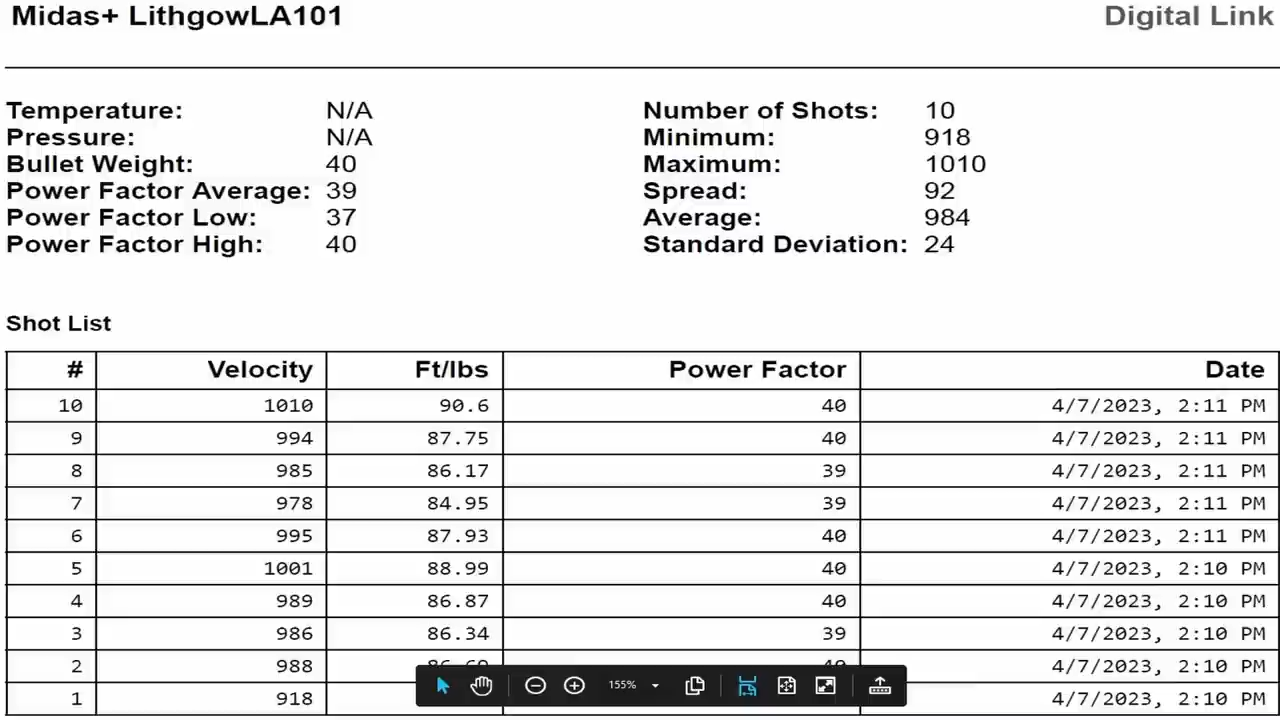 Midas+ LithgowLA101 Digital Link
Temperature: N/A Number of Shots: 10
Pressure: N/A Minimum: 918
Bullet Weight: 40 Maximum: 1010
Power Factor Average: 39 Spread: 92
Power Factor Low: 37 Average: 984
Power Factor High: 40 Standard Deviation: 24
Shot List
# Velocity Ft/lbs Power Factor Date
10 1010 90.6 40 4/7/2023, 2:11 PM
9 994 87.75 40 4/7/2023, 2:11 PM
8 985 86.17 39 4/7/2023, 2:11 PM
7 978 84.95 39 4/7/2023, 2:11 PM
6 995 87.93 40 4/7/2023, 2:11 PM
5 1001 88.99 40 4/7/2023, 2:10 PM
4 989 86.87 40 4/7/2023, 2:10 PM
3 986 86.34 39 4/7/2023, 2:10 PM
2 988 4/7/2023, 2:10 PM
1 918 4/7/2023, 2:10 PM
155%